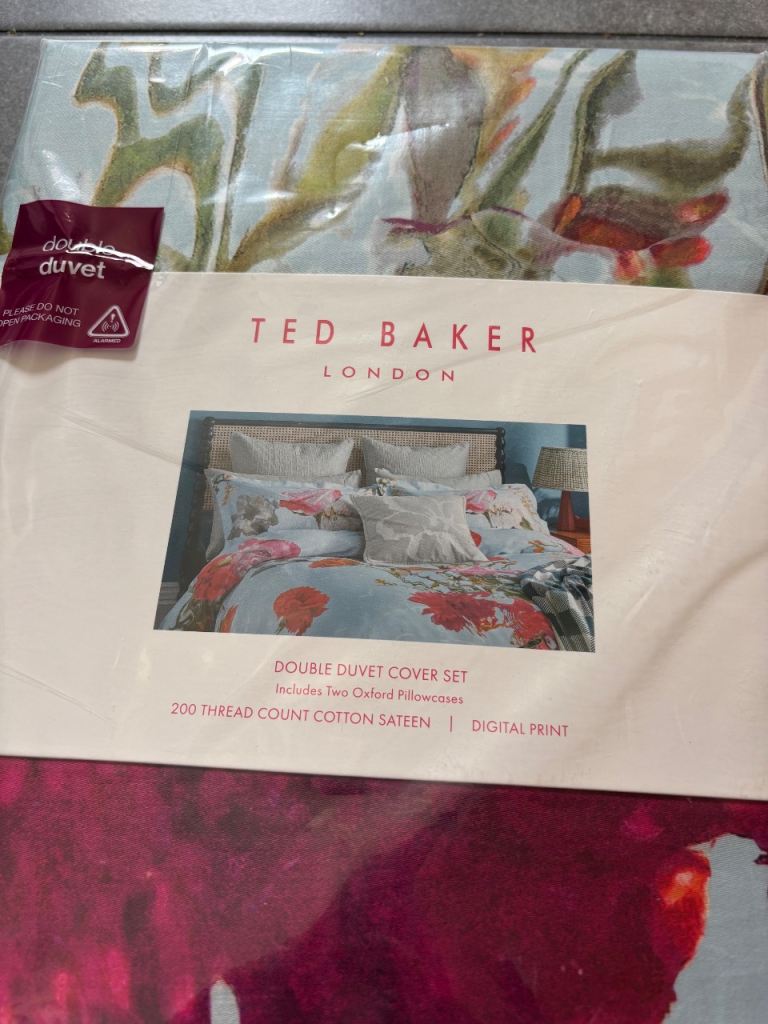 double
duvet
PLEASE DO NOT
OPEN PACKAGING
ALARMED
TED BAKER
LONDON
DOUBLE DUVET COVER SET
Includes Two Oxford Pillowcases
200 THREAD COUNT COTTON SATEEN | DIGITAL PRINT